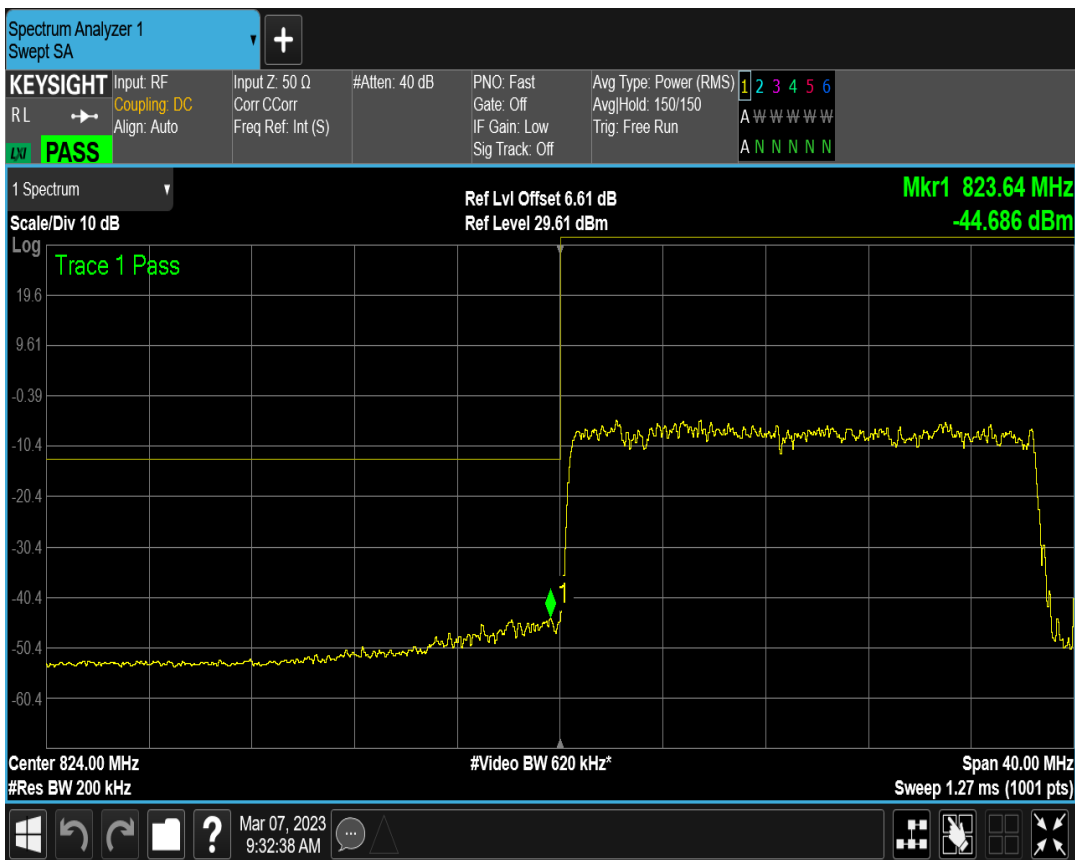 Spectrum Analyzer 1
Swept SA
+
KEYSIGHT
R L
LXI
PASS
Input: RF
Coupling: DC
Align: Auto
Input Z: 50 Ω
Corr CCorr
Freq Ref: Int (S)
#Atten: 40 dB
PNO: Fast
Gate: Off
IF Gain: Low
Sig Track: Off
Avg Type: Power (RMS)
Avg|Hold: 150/150
Trig: Free Run
1 2 3 4 5 6
A W W W W W
A N N N N N
1 Spectrum
Scale/Div 10 dB
Ref Lvl Offset 6.61 dB
Ref Level 29.61 dBm
Mkr1 823.64 MHz
-44.686 dBm
Log
Trace 1 Pass
19.6
9.61
-0.39
-10.4
-20.4
-30.4
-40.4
-50.4
-60.4
1
Center 824.00 MHz
#Res BW 200 kHz
#Video BW 620 kHz*
Span 40.00 MHz
Sweep 1.27 ms (1001 pts)
?
Mar 07, 2023
9:32:38 AM